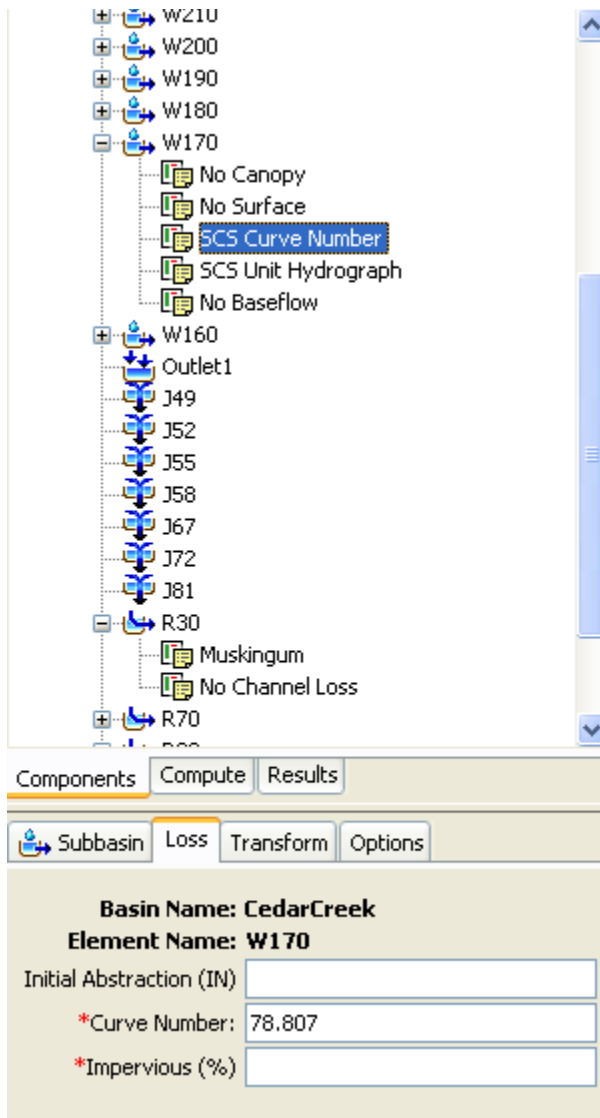 W210
W200
W190
W180
W170
No Canopy
No Surface
SCS Curve Number
SCS Unit Hydrograph
No Baseflow
W160
Outlet1
J49
J52
J55
J58
J67
J72
J81
R30
Muskingum
No Channel Loss
R70
Components Compute Results
Subbasin Loss Transform Options
Basin Name: CedarCreek
Element Name: W170
Initial Abstraction (IN)
*Curve Number: 78.807
*Impervious (%)